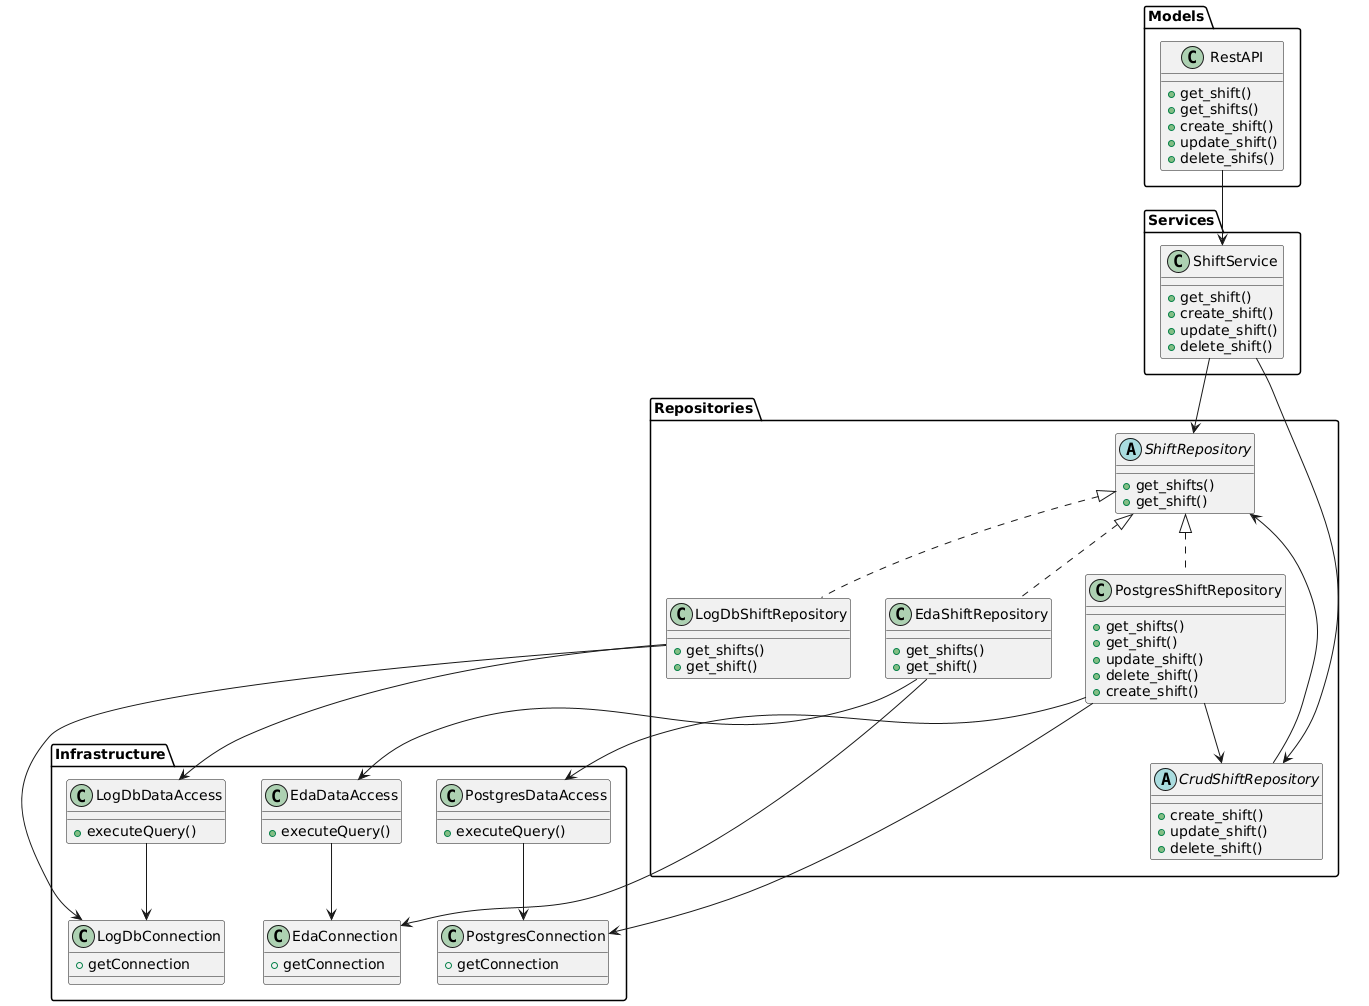 Models
C RestAPI
get_shift()
get_shifts()
create_shift()
update_shift()
delete_shifs()
Services
C ShiftService
get_shift()
create_shift()
update_shift()
delete_shift()
Repositories
A ShiftRepository
get_shifts()
get_shift()
C LogDbShiftRepository
get_shifts()
get_shift()
C EdaShiftRepository
get_shifts()
get_shift()
C PostgresShiftRepository
get_shifts()
get_shift()
update_shift()
delete_shift()
create_shift()
A CrudShiftRepository
create_shift()
update_shift()
delete_shift()
Infrastructure
C LogDbDataAccess
executeQuery()
C EdaDataAccess
executeQuery()
C PostgresDataAccess
executeQuery()
C LogDbConnection
getConnection
C EdaConnection
getConnection
C PostgresConnection
getConnection